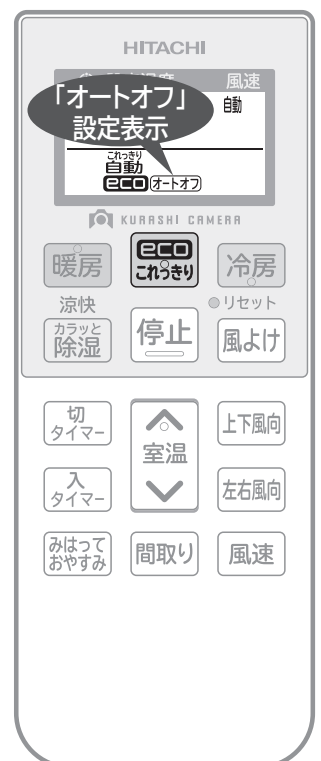 HITACHI
風速
「オートオフ」
設定表示
自動
これっきり
自動
eco オートオフ
KURASHI CAMERA
暖房
eco
これっきり
冷房
涼快
リセット
カラッと
除湿
停止
風よけ
切
タイマー
室温
上下風向
入
タイマー
左右風向
みはって
おやすみ
間取り
風速